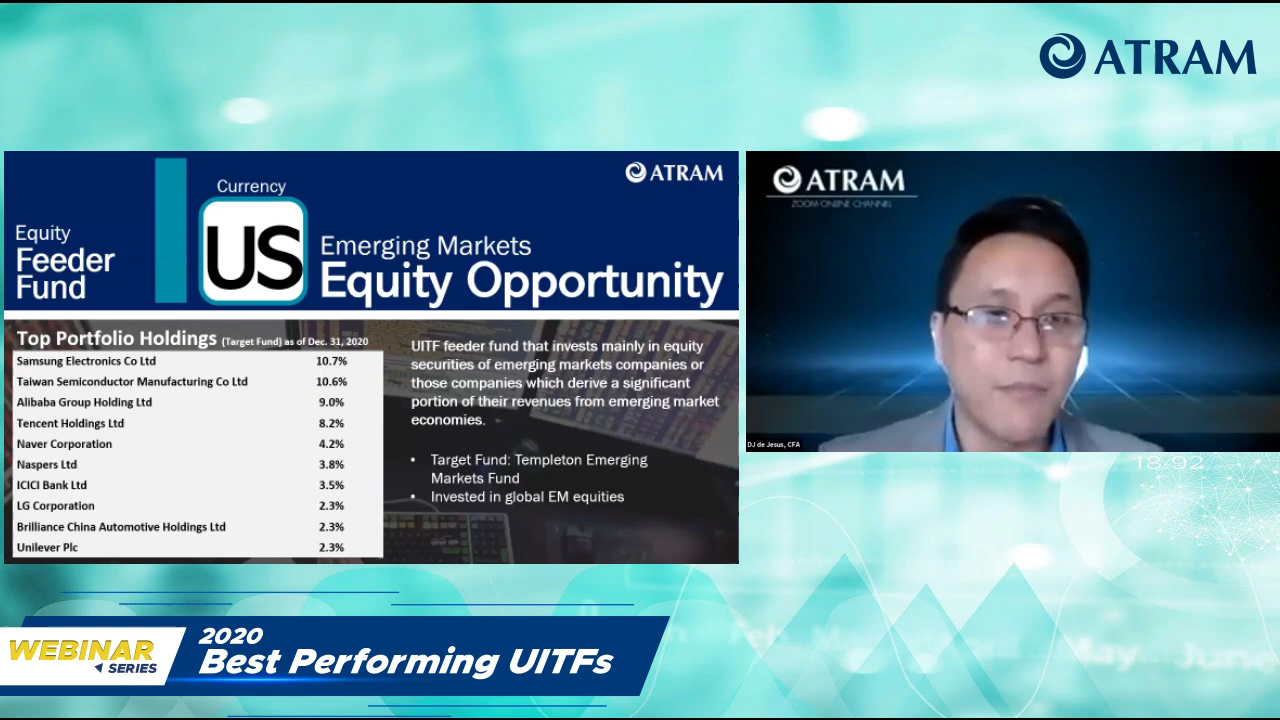 ATRAM
ATRAM
Currency
US
Equity
Feeder
Fund
Emerging Markets
Equity Opportunity
Top Portfolio Holdings (Target Fund) as of Dec. 31, 2020
Samsung Electronics Co Ltd 10.7%
Taiwan Semiconductor Manufacturing Co Ltd 10.6%
Alibaba Group Holding Ltd 9.0%
Tencent Holdings Ltd 8.2%
Naver Corporation 4.2%
Naspers Ltd 3.8%
ICICI Bank Ltd 3.5%
LG Corporation 2.3%
Brilliance China Automotive Holdings Ltd 2.3%
Unilever Plc 2.3%
UITF feeder fund that invests mainly in equity
securities of emerging markets companies or
those companies which derive a significant
portion of their revenues from emerging market
economies.
• Target Fund: Templeton Emerging
Markets Fund
• Invested in global EM equities
ATRAM
ZOOM ONLINE CHANNEL
DJ de Jesus, CFA
18.92
May
June
WEBINAR
SERIES
2020
Best Performing UITFs